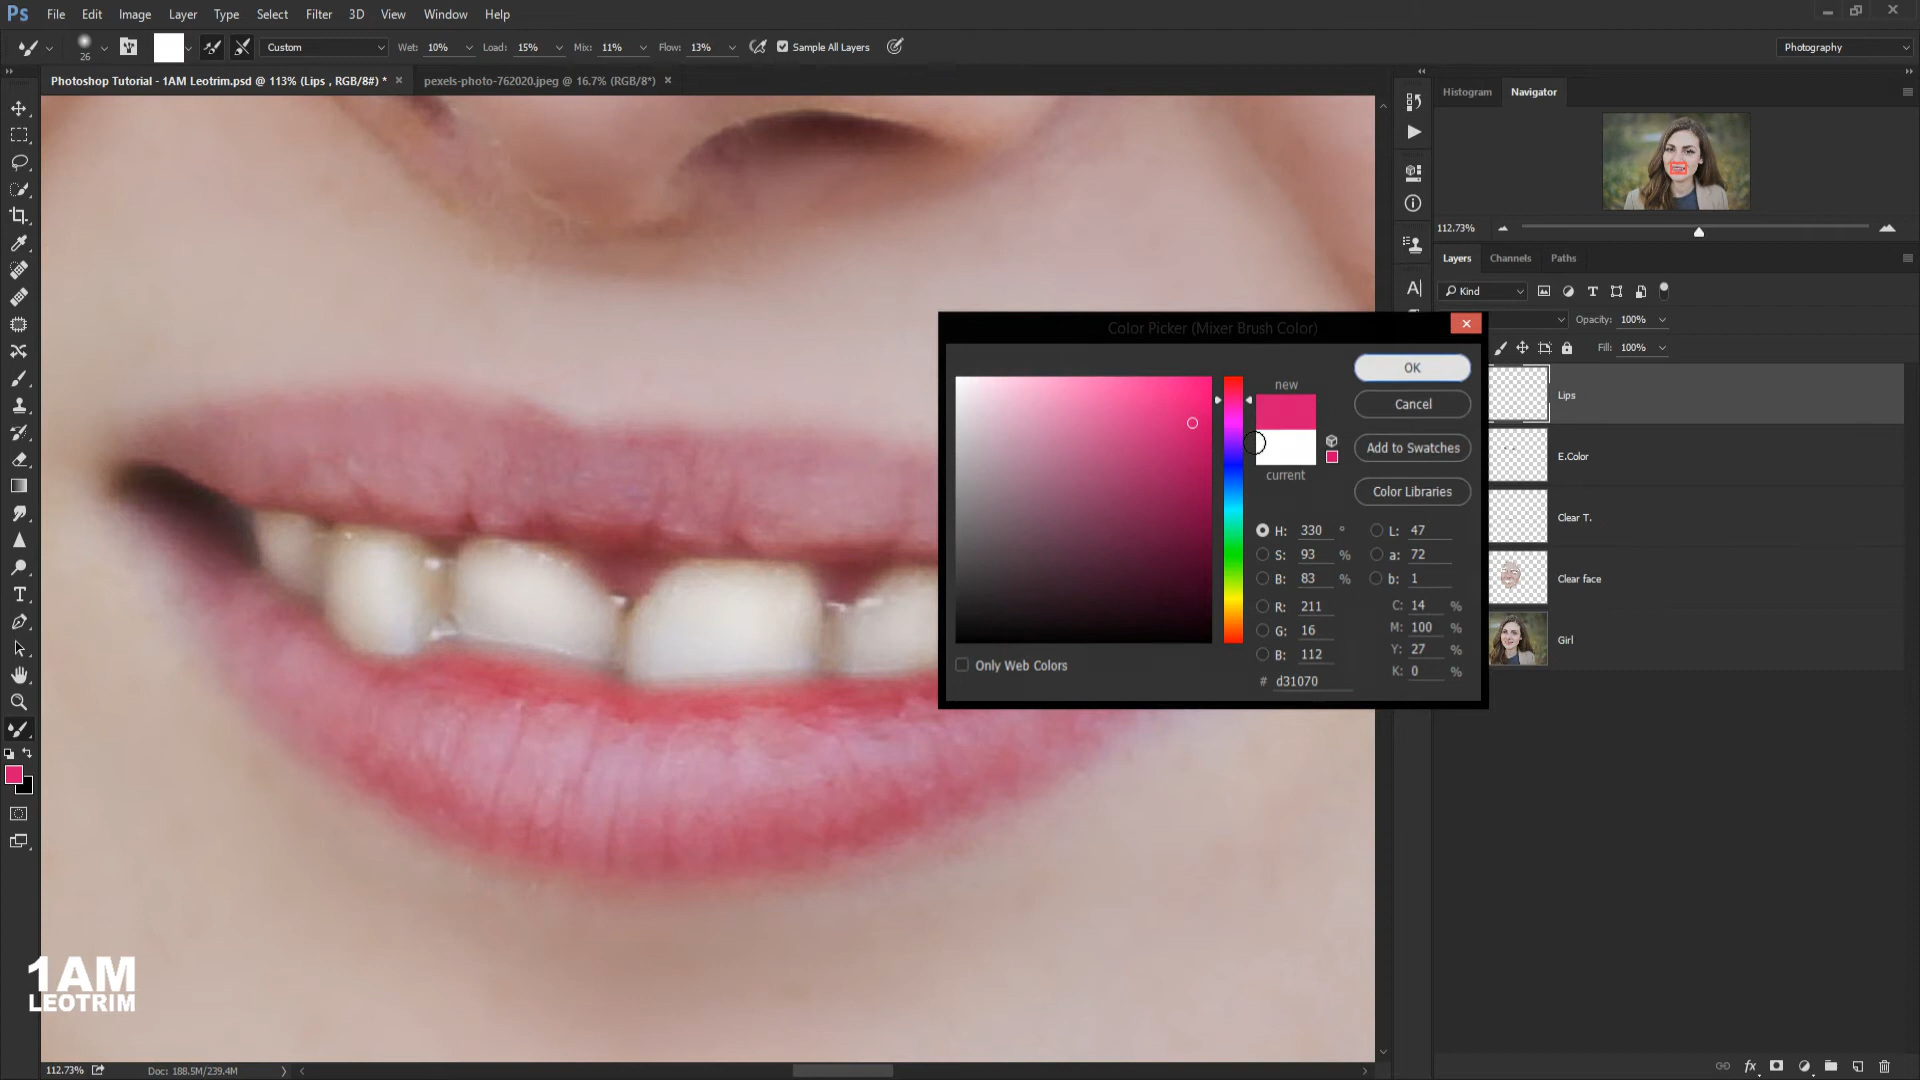 Ps File Edit Image Layer Type Select Filter 3D View Window Help
26 Custom Wet: 10% Load: 15% Mix: 11% Flow: 13% Sample All Layers Photography
Photoshop Tutorial - 1AM Leotrim.psd @ 113% (Lips , RGB/8#) *
pexels-photo-762020.jpeg @ 16.7% (RGB/8*)
Histogram Navigator
112.73%
Layers Channels Paths
Kind
Opacity: 100%
Fill: 100%
Lips
E.Color
Clear T.
Clear face
Girl
Color Picker (Mixer Brush Color)
new
current
OK
Cancel
Add to Swatches
Color Libraries
H: 330 ° L: 47
S: 93 % a: 72
B: 83 % b: 1
R: 211 C: 14 %
G: 16 M: 100 %
B: 112 Y: 27 %
K: 0 %
# d31070
Only Web Colors
1AM
LEOTRIM
112.73% Doc: 188.5M/239.4M